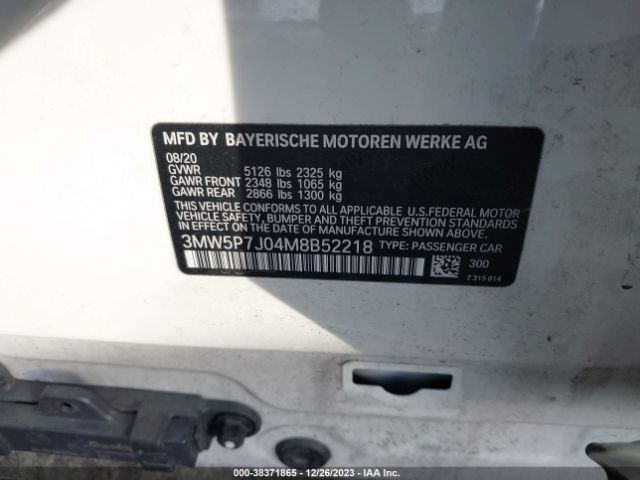 MFD BY BAYERISCHE MOTOREN WERKE AG
08/20
GVWR 5126 lbs 2325 kg
GAWR FRONT 2348 lbs 1065 kg
GAWR REAR 2866 lbs 1300 kg
THIS VEHICLE CONFORMS TO ALL APPLICABLE U.S.FEDERAL MOTOR
VEHICLE SAFETY, BUMPER, AND THEFT PREVENTION STANDARDS
IN EFFECT ON THE DATE OF MANUFACTURE SHOWN ABOVE.
3MW5P7J04M8B52218 TYPE: PASSENGER CAR
300
7 315 814
000-38371865 - 12/26/2023 - IAA Inc.